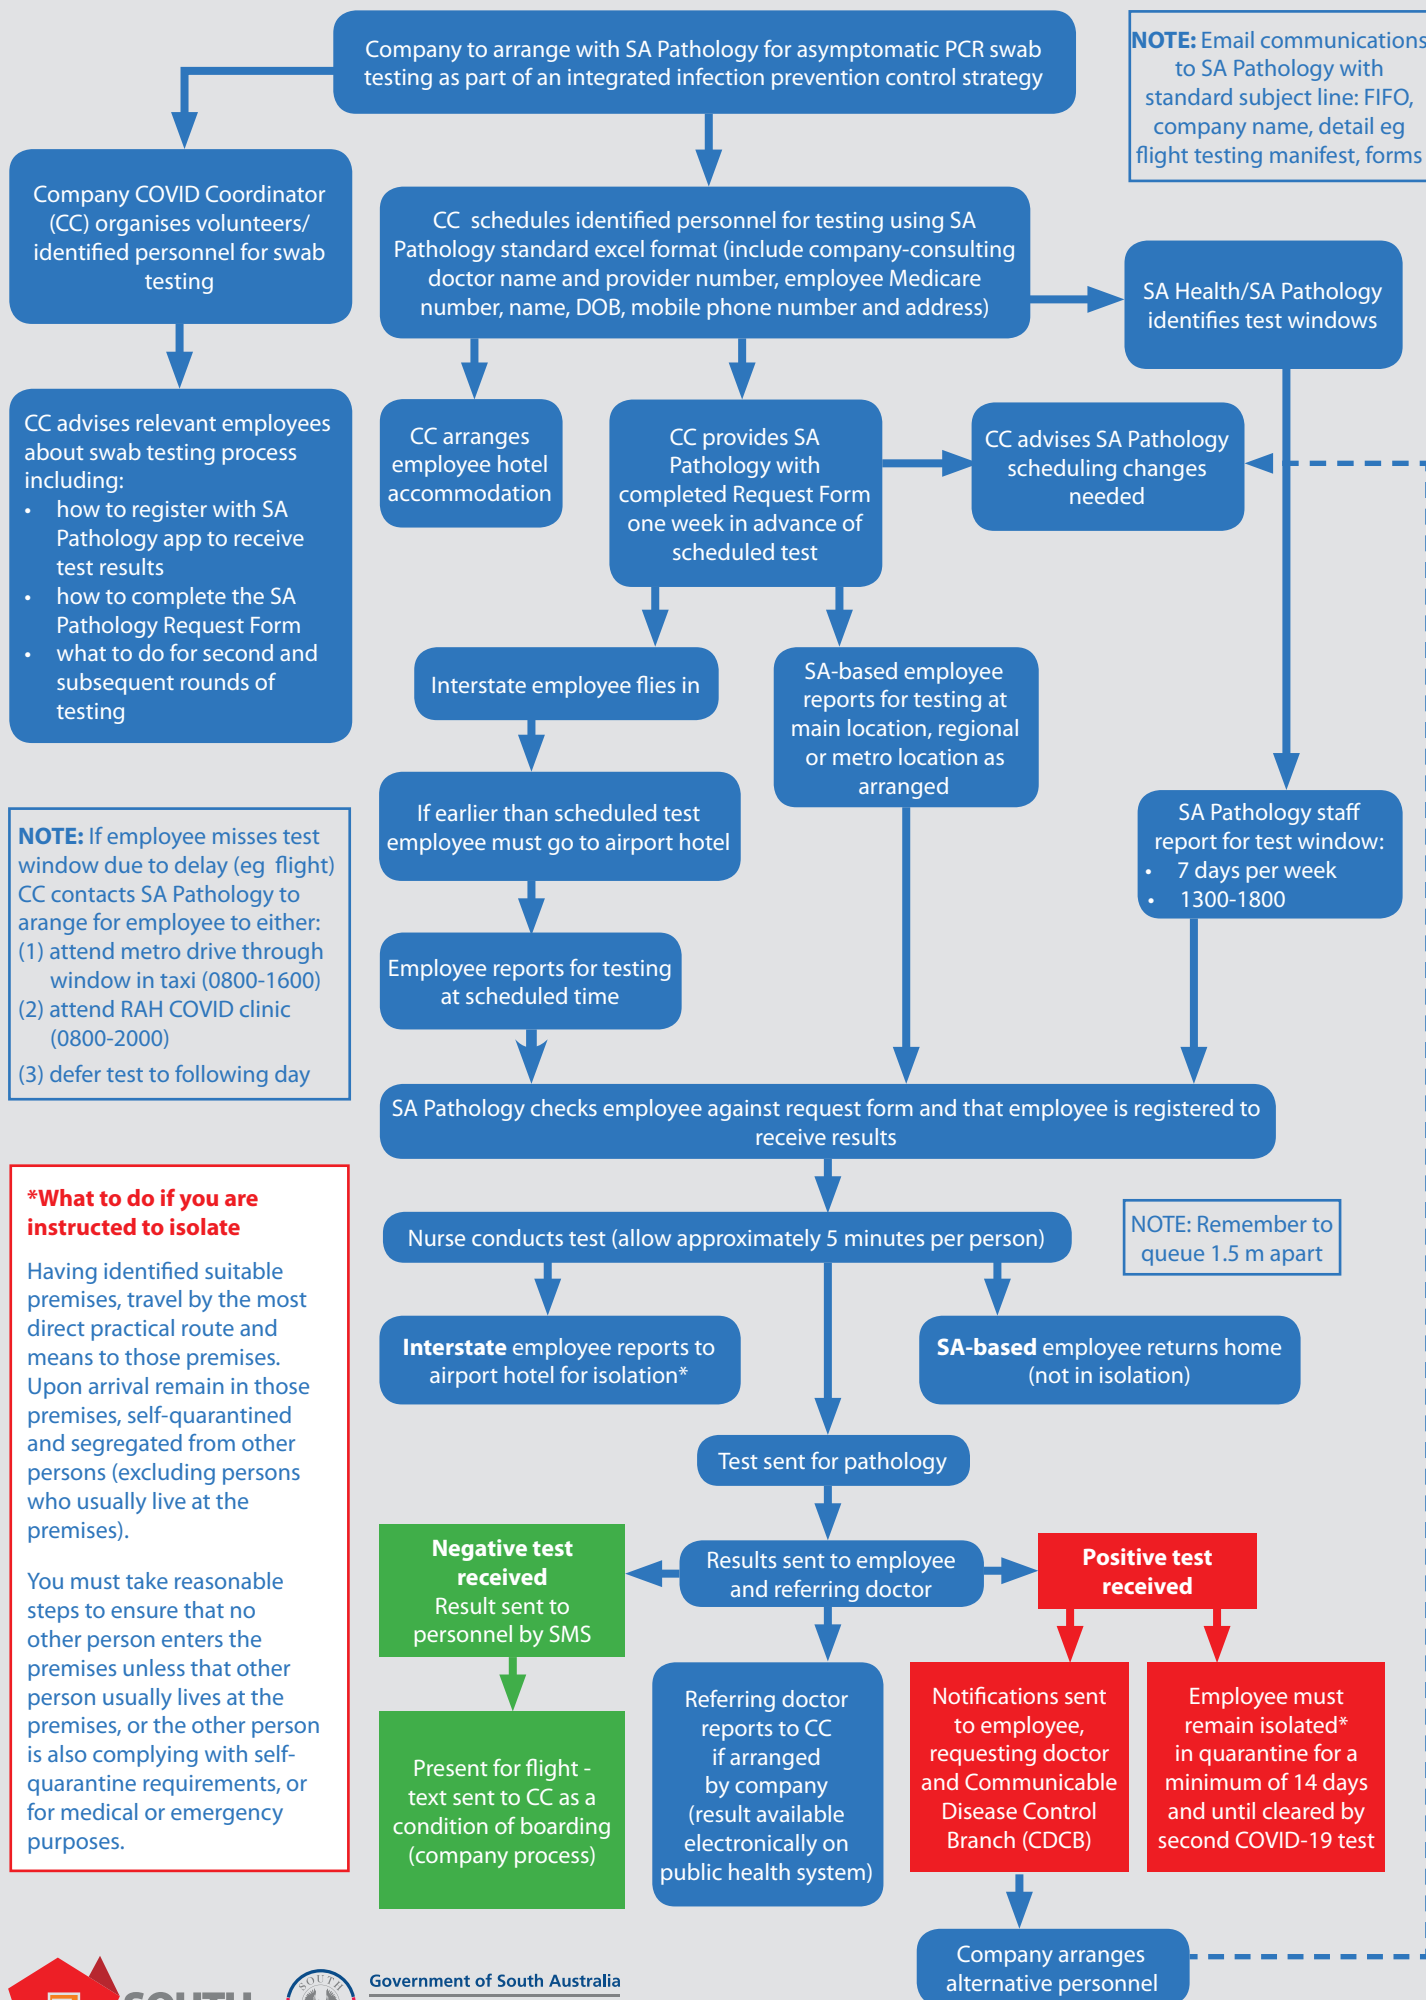 Company to arrange with SA Pathology for asymptomatic PCR swab
testing as part of an integrated infection prevention control strategy
NOTE: Email communications
to SA Pathology with
standard subject line: FIFO,
company name, detail eg
flight testing manifest, forms
Company COVID Coordinator
(CC) organises volunteers/
identified personnel for swab
testing
CC schedules identified personnel for testing using SA
Pathology standard excel format (include company-consulting
doctor name and provider number, employee Medicare
number, name, DOB, mobile phone number and address)
SA Health/SA Pathology
identifies test windows
CC advises relevant employees
about swab testing process
including:
• how to register with SA
Pathology app to receive
test results
• how to complete the SA
Pathology Request Form
• what to do for second and
subsequent rounds of
testing
CC arranges
employee hotel
accommodation
CC provides SA
Pathology with
completed Request Form
one week in advance of
scheduled test
CC advises SA Pathology
scheduling changes
needed
Interstate employee flies in
SA-based employee
reports for testing at
main location, regional
or metro location as
arranged
If earlier than scheduled test
employee must go to airport hotel
SA Pathology staff
report for test window:
• 7 days per week
• 1300-1800
NOTE: If employee misses test
window due to delay (eg flight)
CC contacts SA Pathology to
arange for employee to either:
(1) attend metro drive through
window in taxi (0800-1600)
(2) attend RAH COVID clinic
(0800-2000)
(3) defer test to following day
Employee reports for testing
at scheduled time
SA Pathology checks employee against request form and that employee is registered to
receive results
*What to do if you are
instructed to isolate
Having identified suitable
premises, travel by the most
direct practical route and
means to those premises.
Upon arrival remain in those
premises, self-quarantined
and segregated from other
persons (excluding persons
who usually live at the
premises).
You must take reasonable
steps to ensure that no
other person enters the
premises unless that other
person usually lives at the
premises, or the other person
is also complying with self-
quarantine requirements, or
for medical or emergency
purposes.
Nurse conducts test (allow approximately 5 minutes per person)
NOTE: Remember to
queue 1.5 m apart
Interstate employee reports to
airport hotel for isolation*
SA-based employee returns home
(not in isolation)
Test sent for pathology
Negative test
received
Result sent to
personnel by SMS
Results sent to employee
and referring doctor
Positive test
received
Present for flight -
text sent to CC as a
condition of boarding
(company process)
Referring doctor
reports to CC
if arranged
by company
(result available
electronically on
public health system)
Notifications sent
to employee,
requesting doctor
and Communicable
Disease Control
Branch (CDCB)
Employee must
remain isolated*
in quarantine for a
minimum of 14 days
and until cleared by
second COVID-19 test
Company arranges
alternative personnel
SOUTH
SOUTH
Government of South Australia